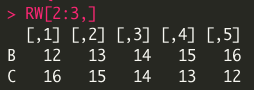 > RW[2:3,]
  [,1] [,2] [,3] [,4] [,5]
B   12   13   14   15   16
C   16   15   14   13   12